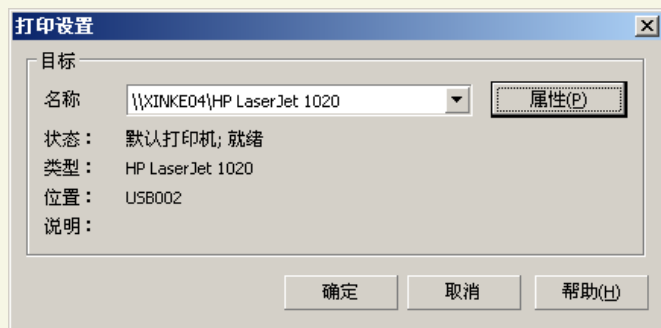 打印设置
目标
名称 \\XINKE04\HP LaserJet 1020 属性(P)
状态： 默认打印机; 就绪
类型： HP LaserJet 1020
位置： USB002
说明：
确定 取消 帮助(H)